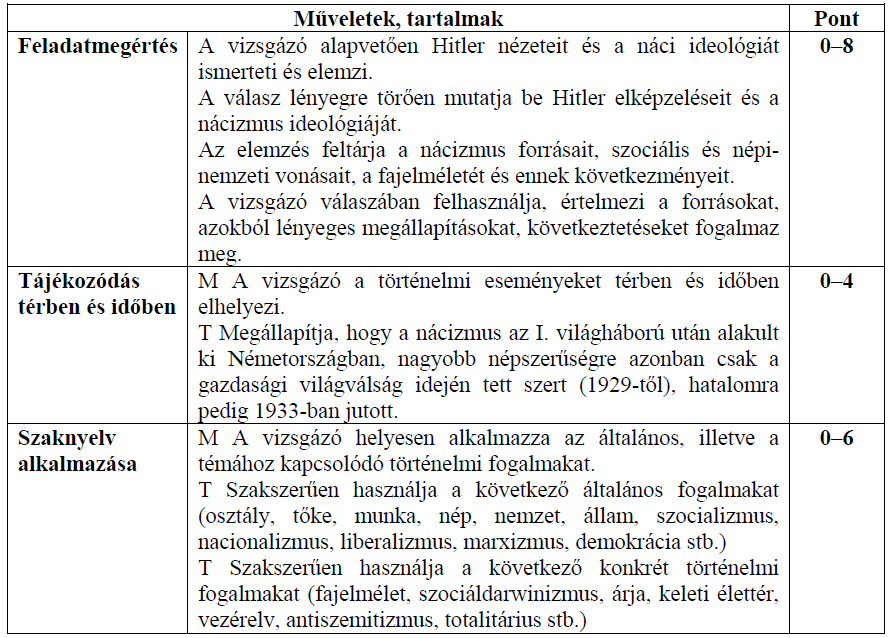 Műveletek, tartalmak Pont
Feladatmegértés A vizsgázó alapvetően Hitler nézeteit és a náci ideológiát 0–8
ismerteti és elemzi.
A válasz lényegre törően mutatja be Hitler elképzeléseit és a
nácizmus ideológiáját.
Az elemzés feltárja a nácizmus forrásait, szociális és népi-
nemzeti vonásait, a fajelméletét és ennek következményeit.
A vizsgázó válaszában felhasználja, értelmezi a forrásokat,
azokból lényeges megállapításokat, következtetéseket fogalmaz
meg.
Tájékozódás M A vizsgázó a történelmi eseményeket térben és időben 0–4
térben és időben elhelyezi.
T Megállapítja, hogy a nácizmus az I. világháború után alakult
ki Németországban, nagyobb népszerűségre azonban csak a
gazdasági világválság idején tett szert (1929-től), hatalomra
pedig 1933-ban jutott.
Szaknyelv M A vizsgázó helyesen alkalmazza az általános, illetve a 0–6
alkalmazása témához kapcsolódó történelmi fogalmakat.
T Szakszerűen használja a következő általános fogalmakat
(osztály, tőke, munka, nép, nemzet, állam, szocializmus,
nacionalizmus, liberalizmus, marxizmus, demokrácia stb.)
T Szakszerűen használja a következő konkrét történelmi
fogalmakat (fajelmélet, szociáldarwinizmus, árja, keleti élettér,
vezérelv, antiszemitizmus, totalitárius stb.)